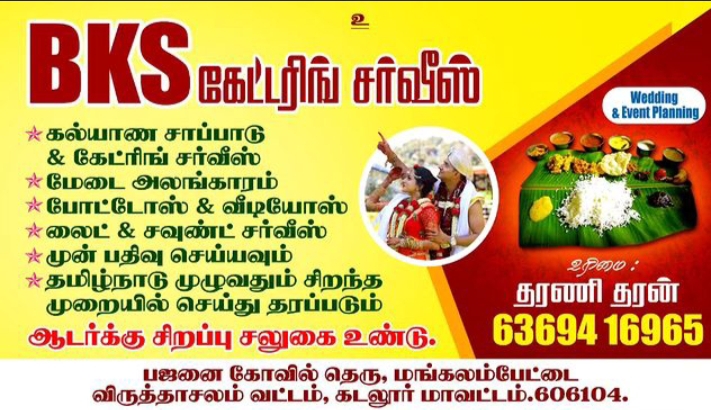 உ
BKS கேட்டரிங் சர்வீஸ்
Wedding
& Event Planning
★கல்யாண சாப்பாடு
& கேட்ரிங் சர்வீஸ்
★மேடை அலங்காரம்
★போட்டோஸ் & வீடியோஸ்
★லைட் & சவுண்ட் சர்வீஸ்
★முன் பதிவு செய்யவும்
★தமிழ்நாடு முழுவதும் சிறந்த
முறையில் செய்து தரப்படும்
ஆடர்க்கு சிறப்பு சலுகை உண்டு.
உரிமை :
தரணி தரன்
63694 16965
பஜனை கோவில் தெரு, மங்கலம்பேட்டை
விருத்தாசலம் வட்டம், கடலூர் மாவட்டம்.606104.